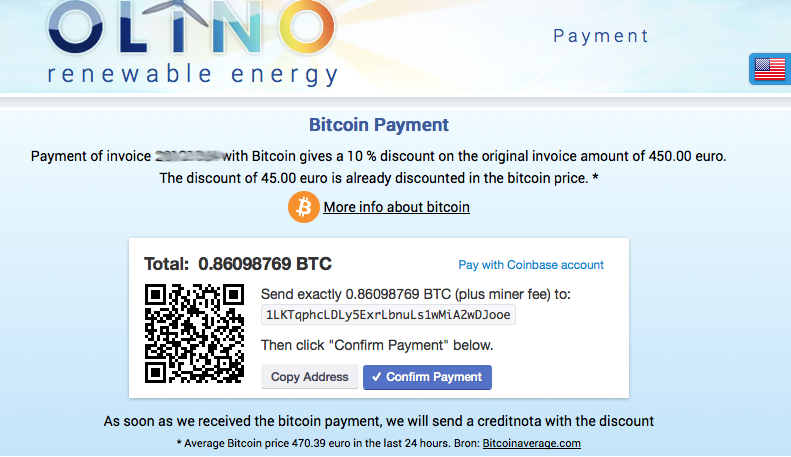 OLINO
renewable energy
Payment
Bitcoin Payment
Payment of invoice with Bitcoin gives a 10 % discount on the original invoice amount of 450.00 euro.
The discount of 45.00 euro is already discounted in the bitcoin price. *
More info about bitcoin
Total: 0.86098769 BTC
Pay with Coinbase account
Send exactly 0.86098769 BTC (plus miner fee) to:
1LKTqphcLDLy5ExrLbnuLs1wMiA2wDJooe
Then click "Confirm Payment" below.
Copy Address
✓ Confirm Payment
As soon as we received the bitcoin payment, we will send a creditnota with the discount
* Average Bitcoin price 470.39 euro in the last 24 hours. Bron: Bitcoinaverage.com